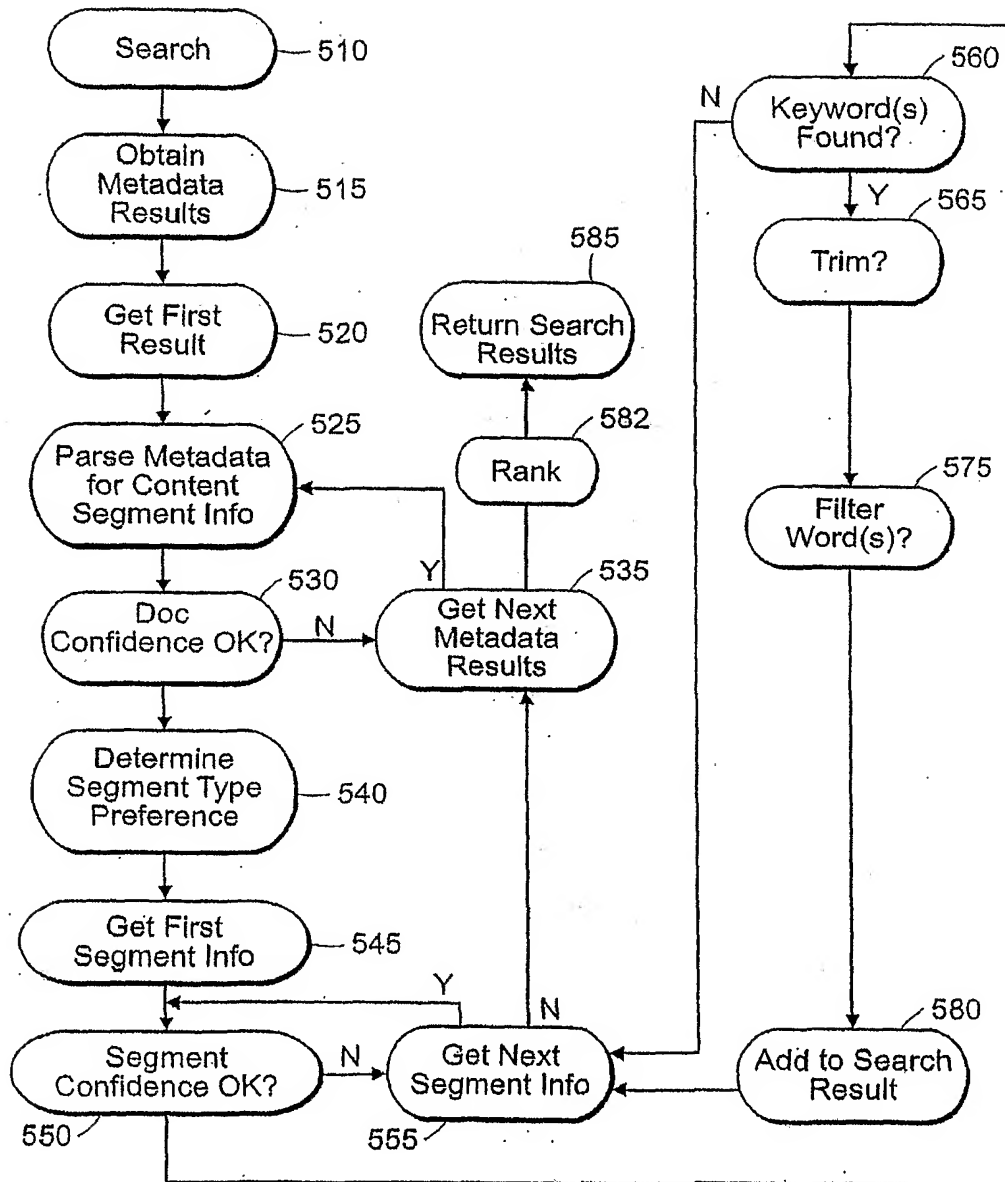 Search
510
Obtain
Metadata
Results
515
Get First
Result
520
525
Parse Metadata
for Content
Segment Info
530
Doc
Confidence OK?
N
Y
535
Get Next
Metadata
Results
582
Rank
585
Return Search
Results
Determine
Segment Type
Preference
540
Get First
Segment Info
545
Segment
Confidence OK?
550
N
Y
N
Get Next
Segment Info
555
560
Keyword(s)
Found?
N
Y
565
Trim?
575
Filter
Word(s)?
580
Add to Search
Result